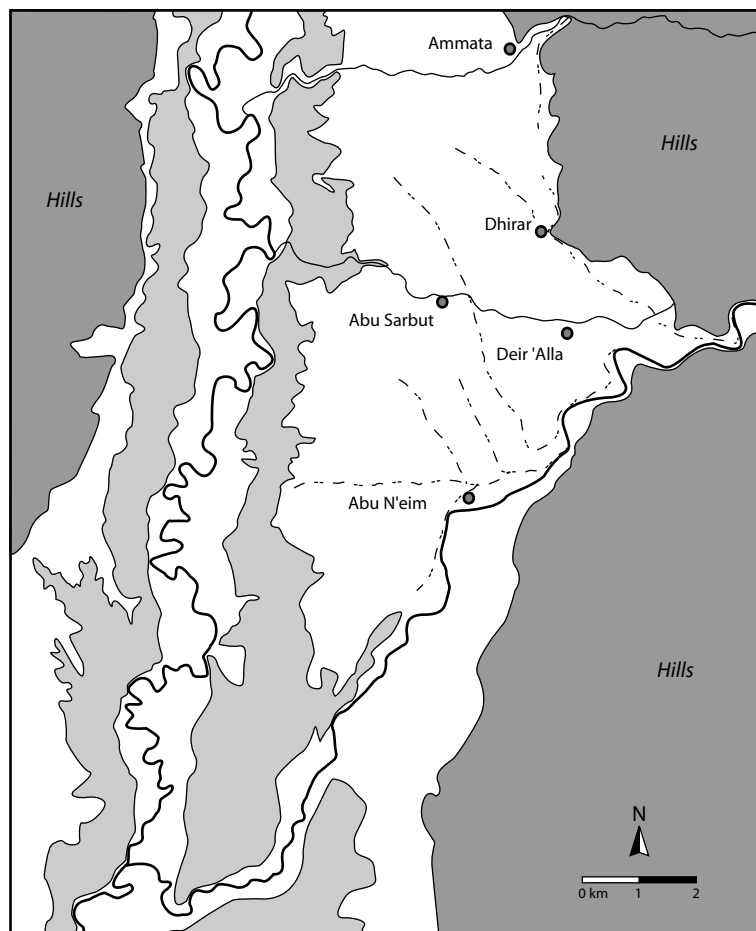 Ammata
Hills
Hills
Dhirar
Abu Sarbut
Deir 'Alla
Abu N'eim
Hills
N
0 km 1 2